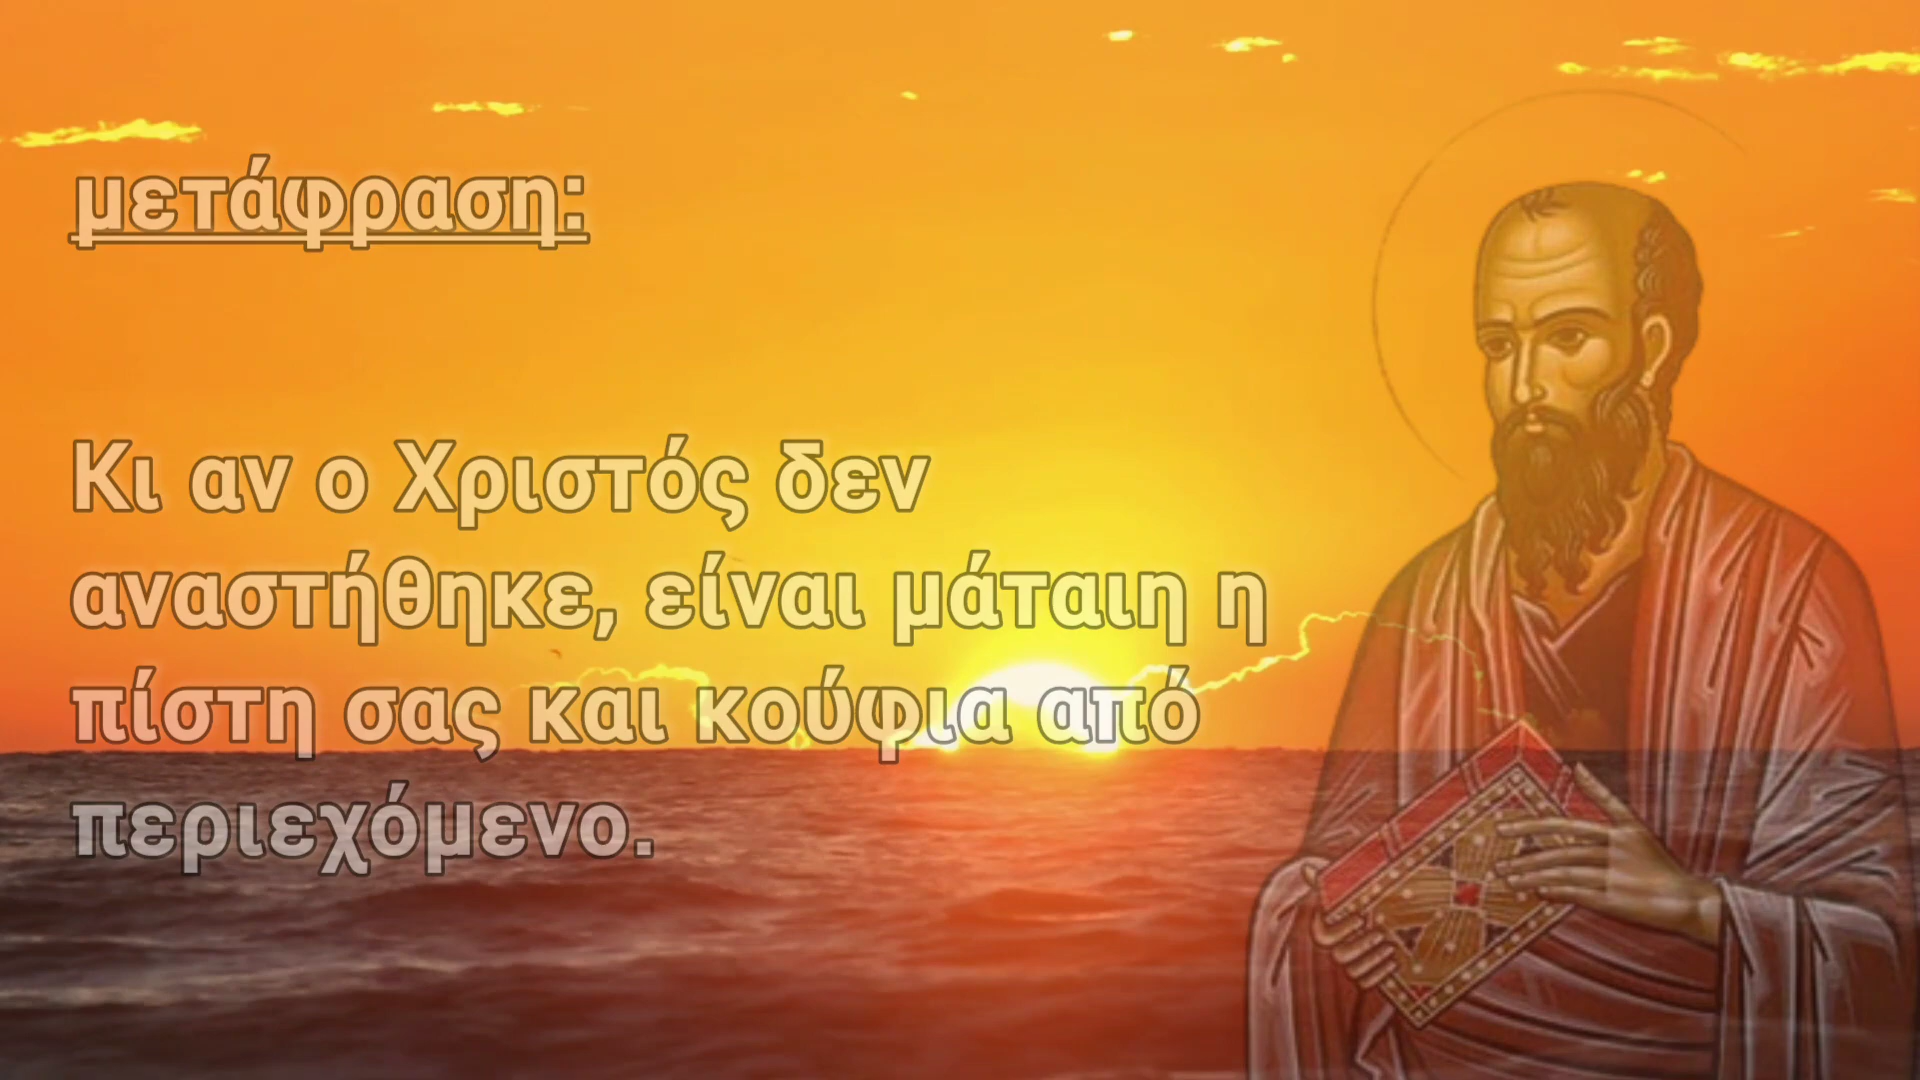 μετάφραση:
Κι αν ο Χριστός δεν
αναστήθηκε, είναι μάταιη η
πίστη σας και κούφια από
περιεχόμενο.